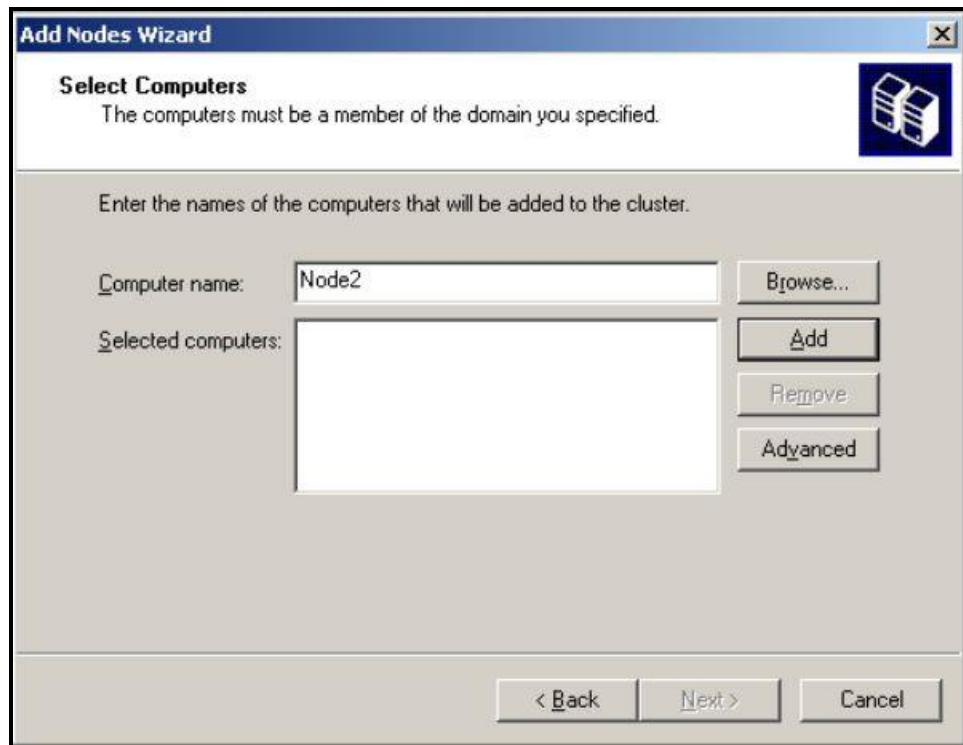 Add Nodes Wizard
Select Computers
The computers must be a member of the domain you specified.
Enter the names of the computers that will be added to the cluster.
Computer name:
Node2
Browse...
Selected computers:
Add
Remove
Advanced
< Back
Next >
Cancel